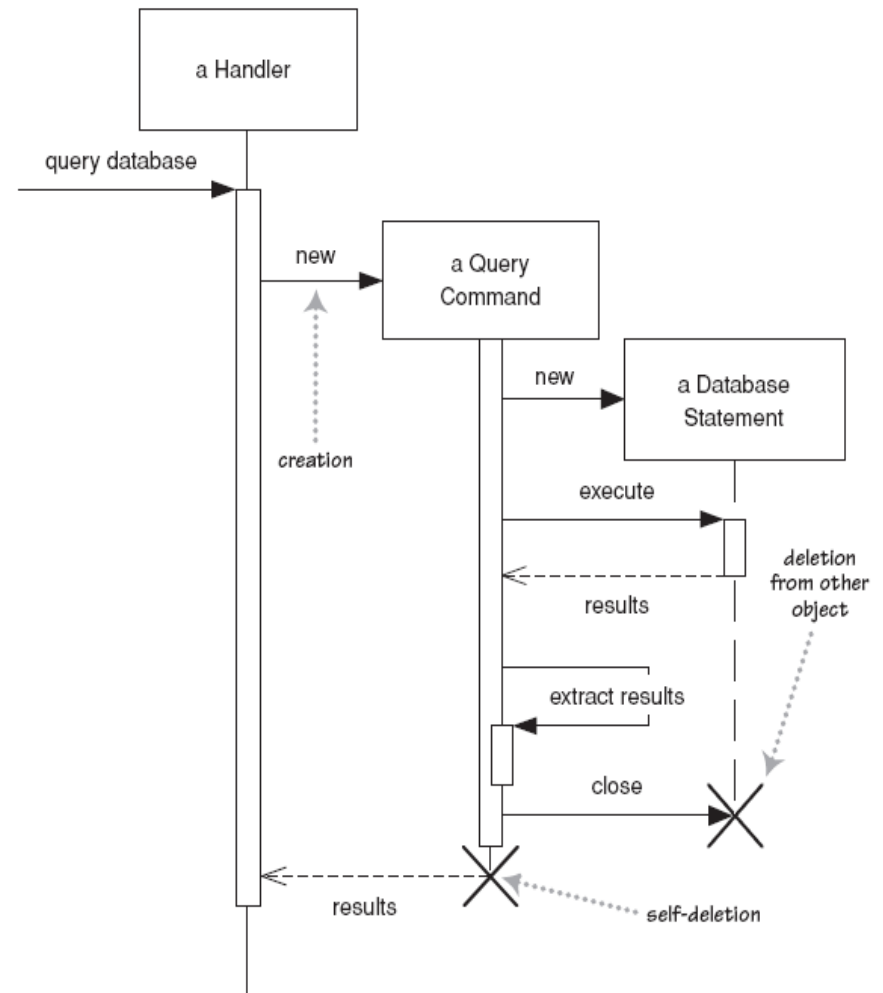 a Handler
query database
new
a Query
Command
new
a Database
Statement
creation
execute
deletion
from other
object
results
extract results
close
results
self-deletion